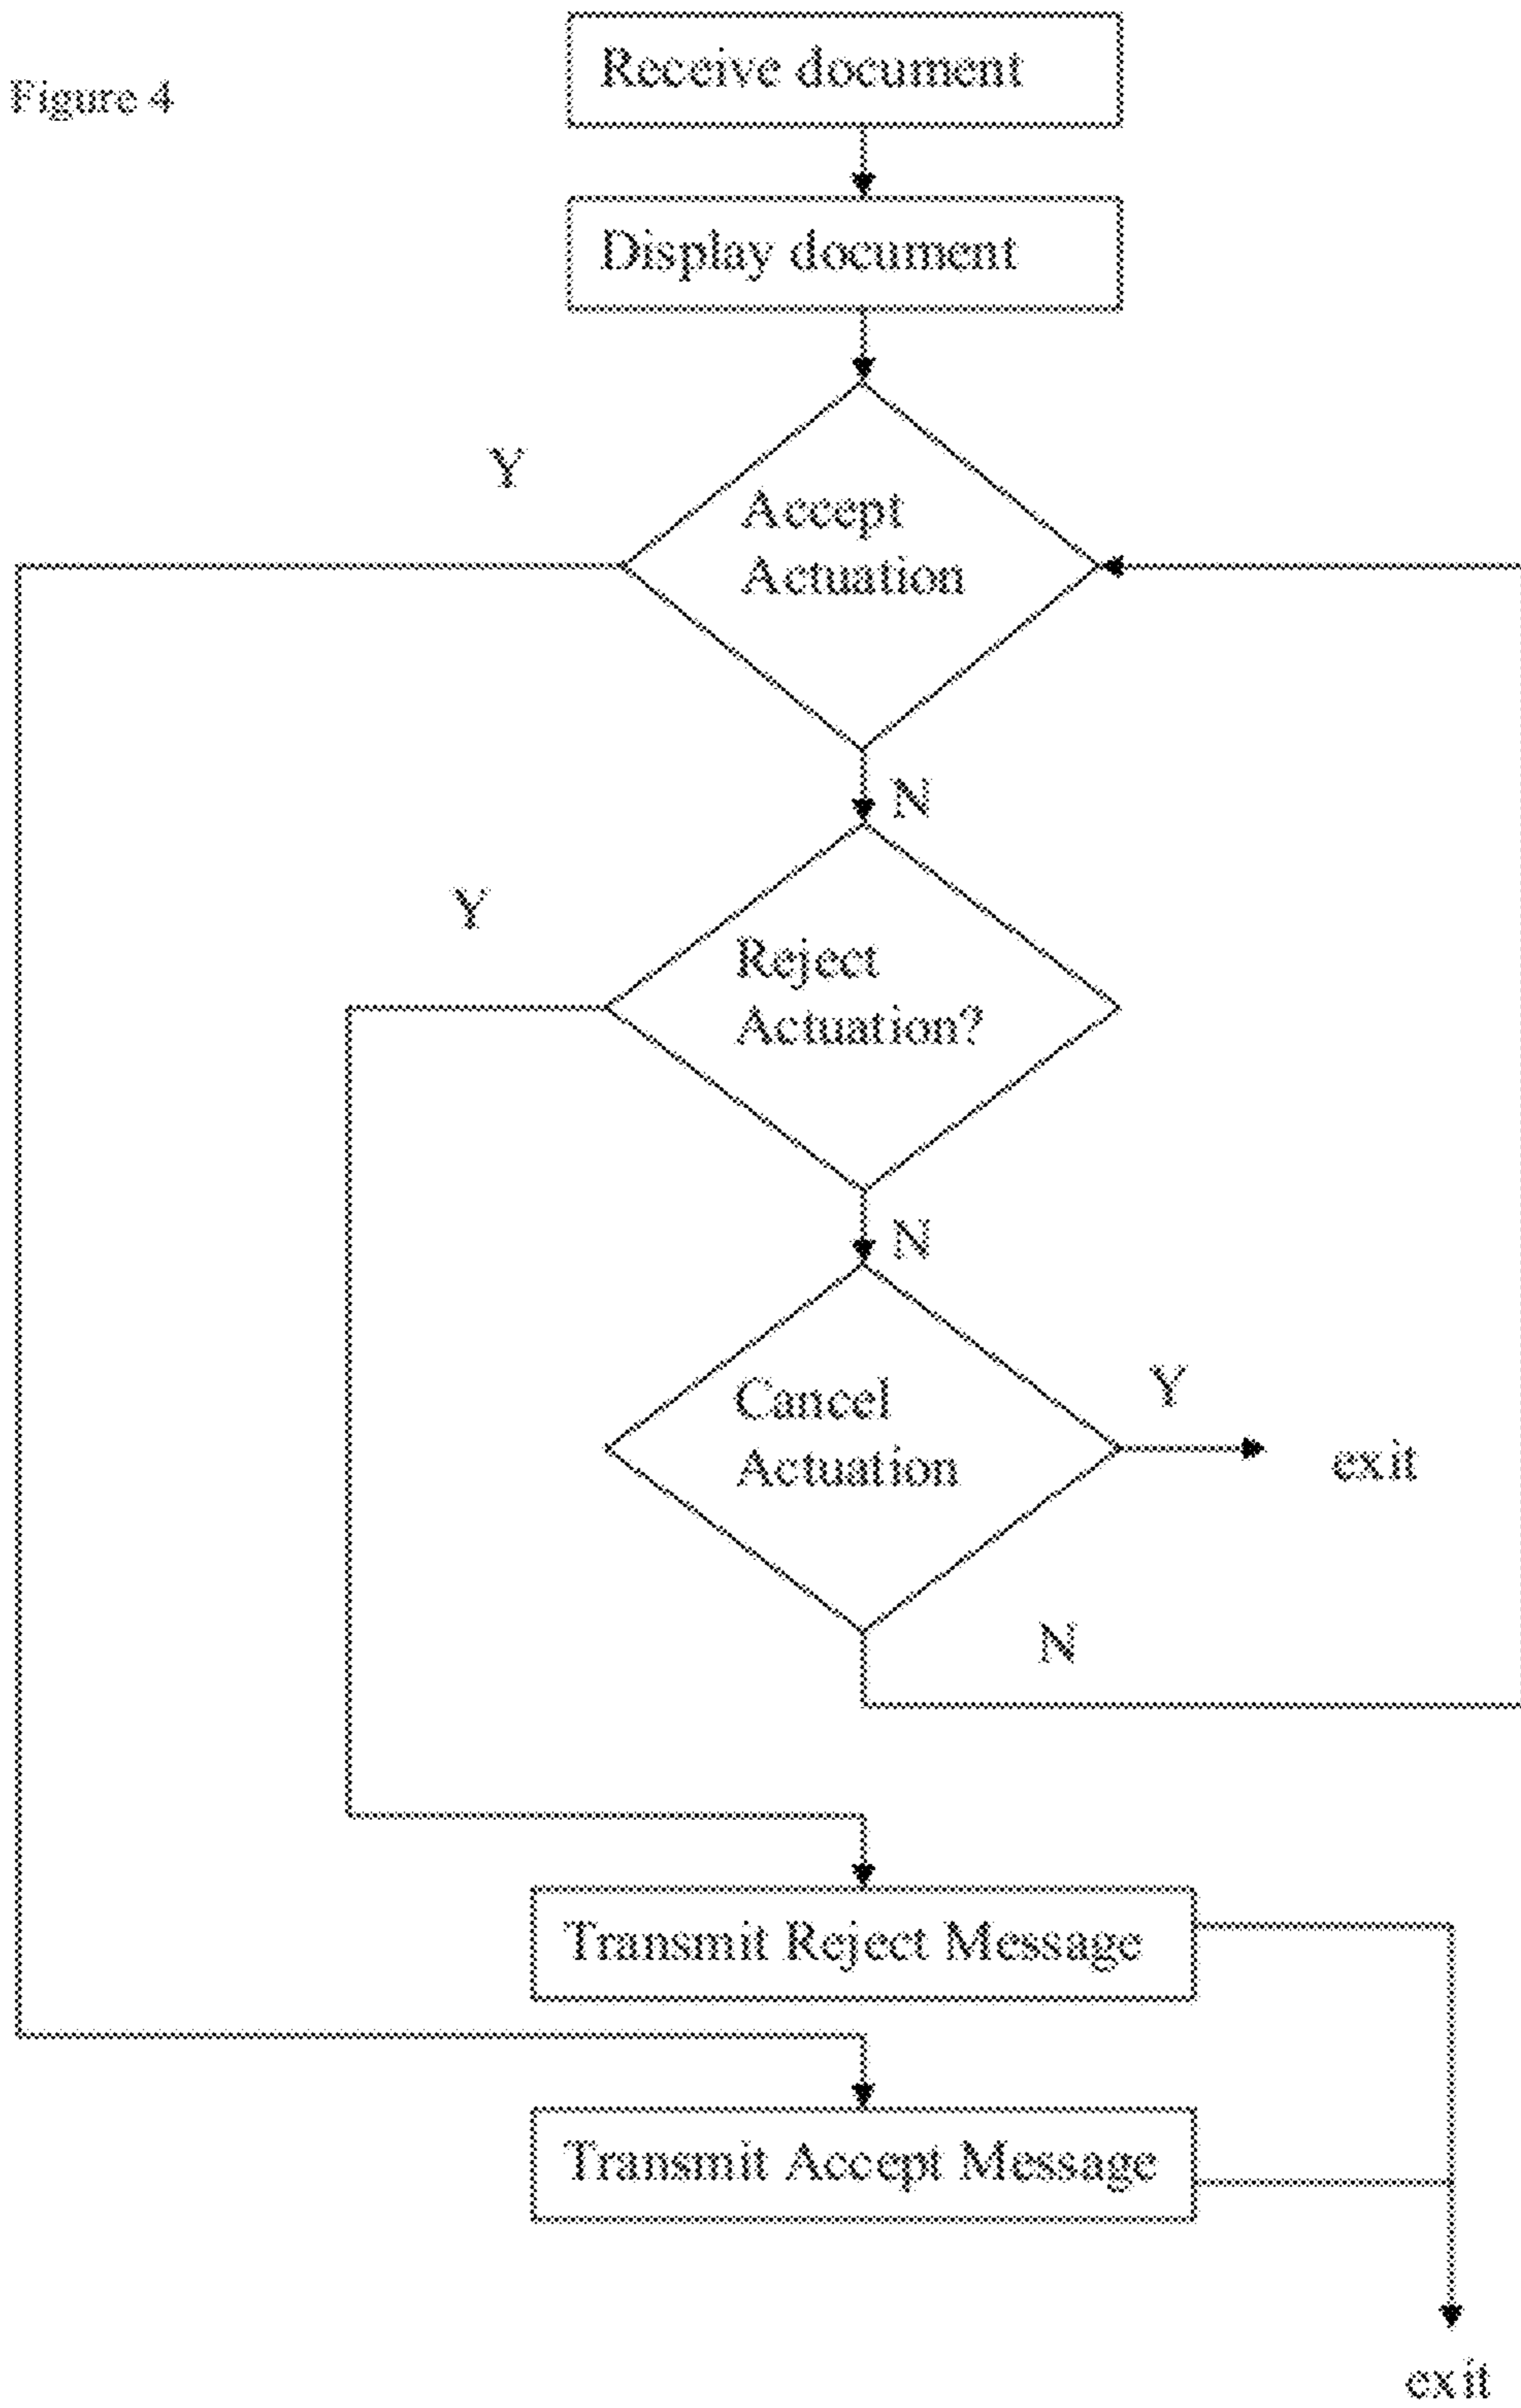 Receive document
Figure 4
Display document
Y
Accept
Actuation
N
Y
Reject
Actuation?
N
Cancel
Actuation
Y
exit
N
Transmit Reject Message
Transmit Accept Message
exit